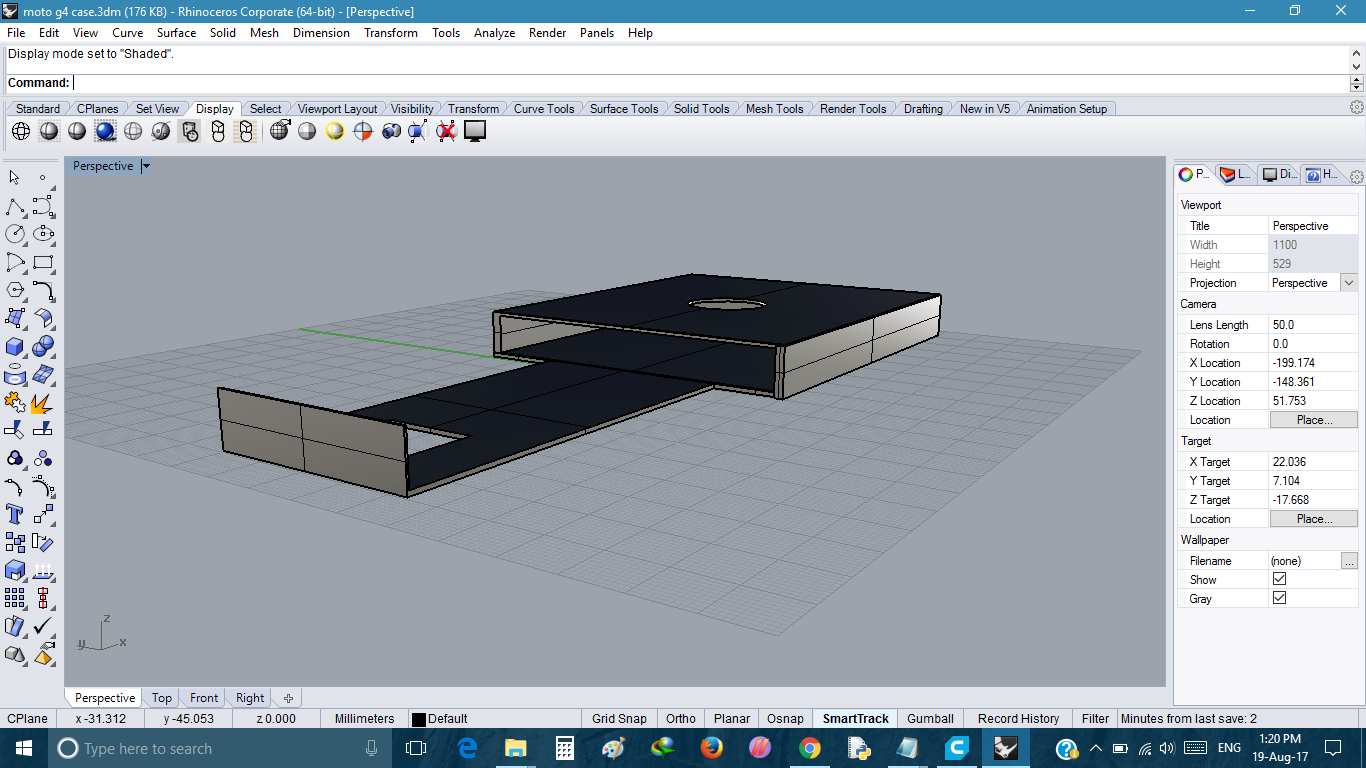 moto g4 case.3dm (176 KB) - Rhinoceros Corporate (64-bit) - [Perspective]
File Edit View Curve Surface Solid Mesh Dimension Transform Tools Analyze Render Panels Help
Display mode set to "Shaded".
Command:
Standard CPlanes Set View Display Select Viewport Layout Visibility Transform Curve Tools Surface Tools Solid Tools Mesh Tools Render Tools Drafting New in V5 Animation Setup
Perspective
P... L... Di... H...
Viewport
Title Perspective
Width 1100
Height 529
Projection Perspective
Camera
Lens Length 50.0
Rotation 0.0
X Location -199.174
Y Location -148.361
Z Location 51.753
Location Place...
Target
X Target 22.036
Y Target 7.104
Z Target -17.668
Location Place...
Wallpaper
Filename (none) ...
Show
Gray
z
y x
Perspective Top Front Right
CPlane x -31.312 y -45.053 z 0.000 Millimeters Default Grid Snap Ortho Planar Osnap SmartTrack Gumball Record History Filter Minutes from last save: 2
Type here to search
ENG
1:20 PM
19-Aug-17